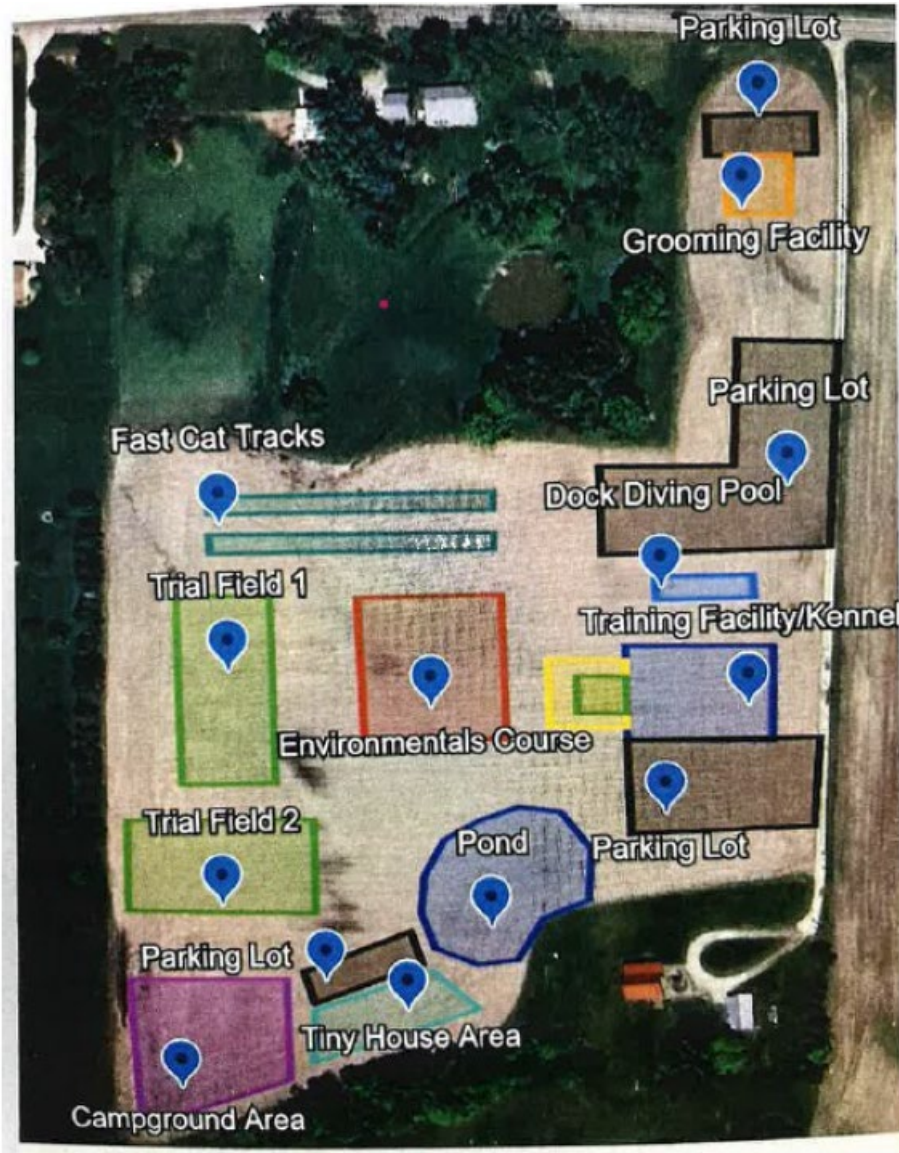 Parking Lot
Grooming Facility
Parking Lot
Fast Cat Tracks
Dock Diving Pool
Trial Field 1
Training Facility/Kennel
Environmentals Course
Trial Field 2
Pond
Parking Lot
Parking Lot
Tiny House Area
Campground Area